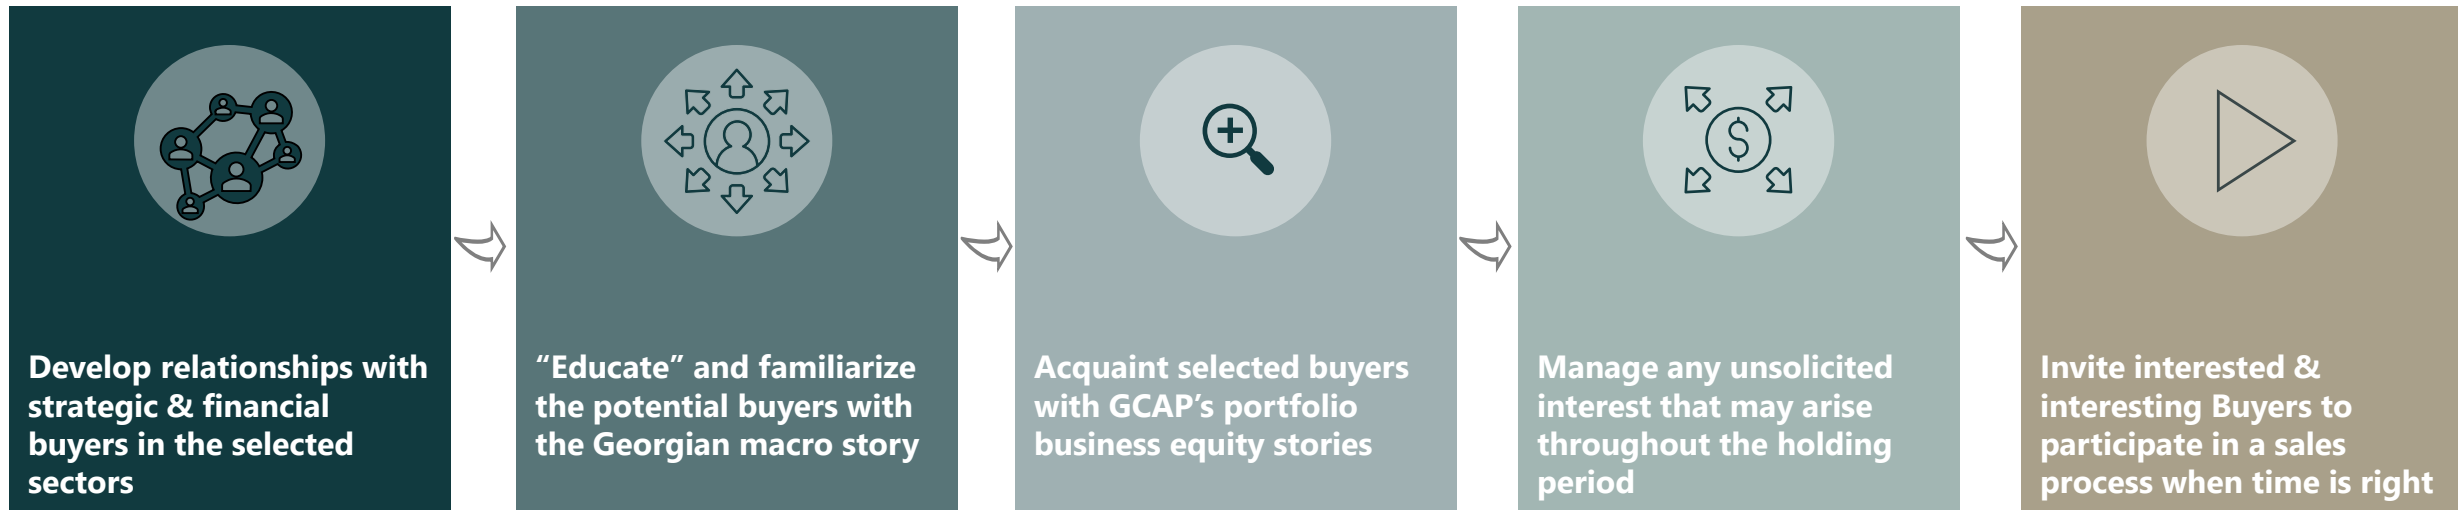 Develop relationships with
strategic & financial
buyers in the selected
sectors
“Educate” and familiarize
the potential buyers with
the Georgian macro story
Acquaint selected buyers
with GCAP’s portfolio
business equity stories
Manage any unsolicited
interest that may arise
throughout the holding
period
Invite interested &
interesting Buyers to
participate in a sales
process when time is right